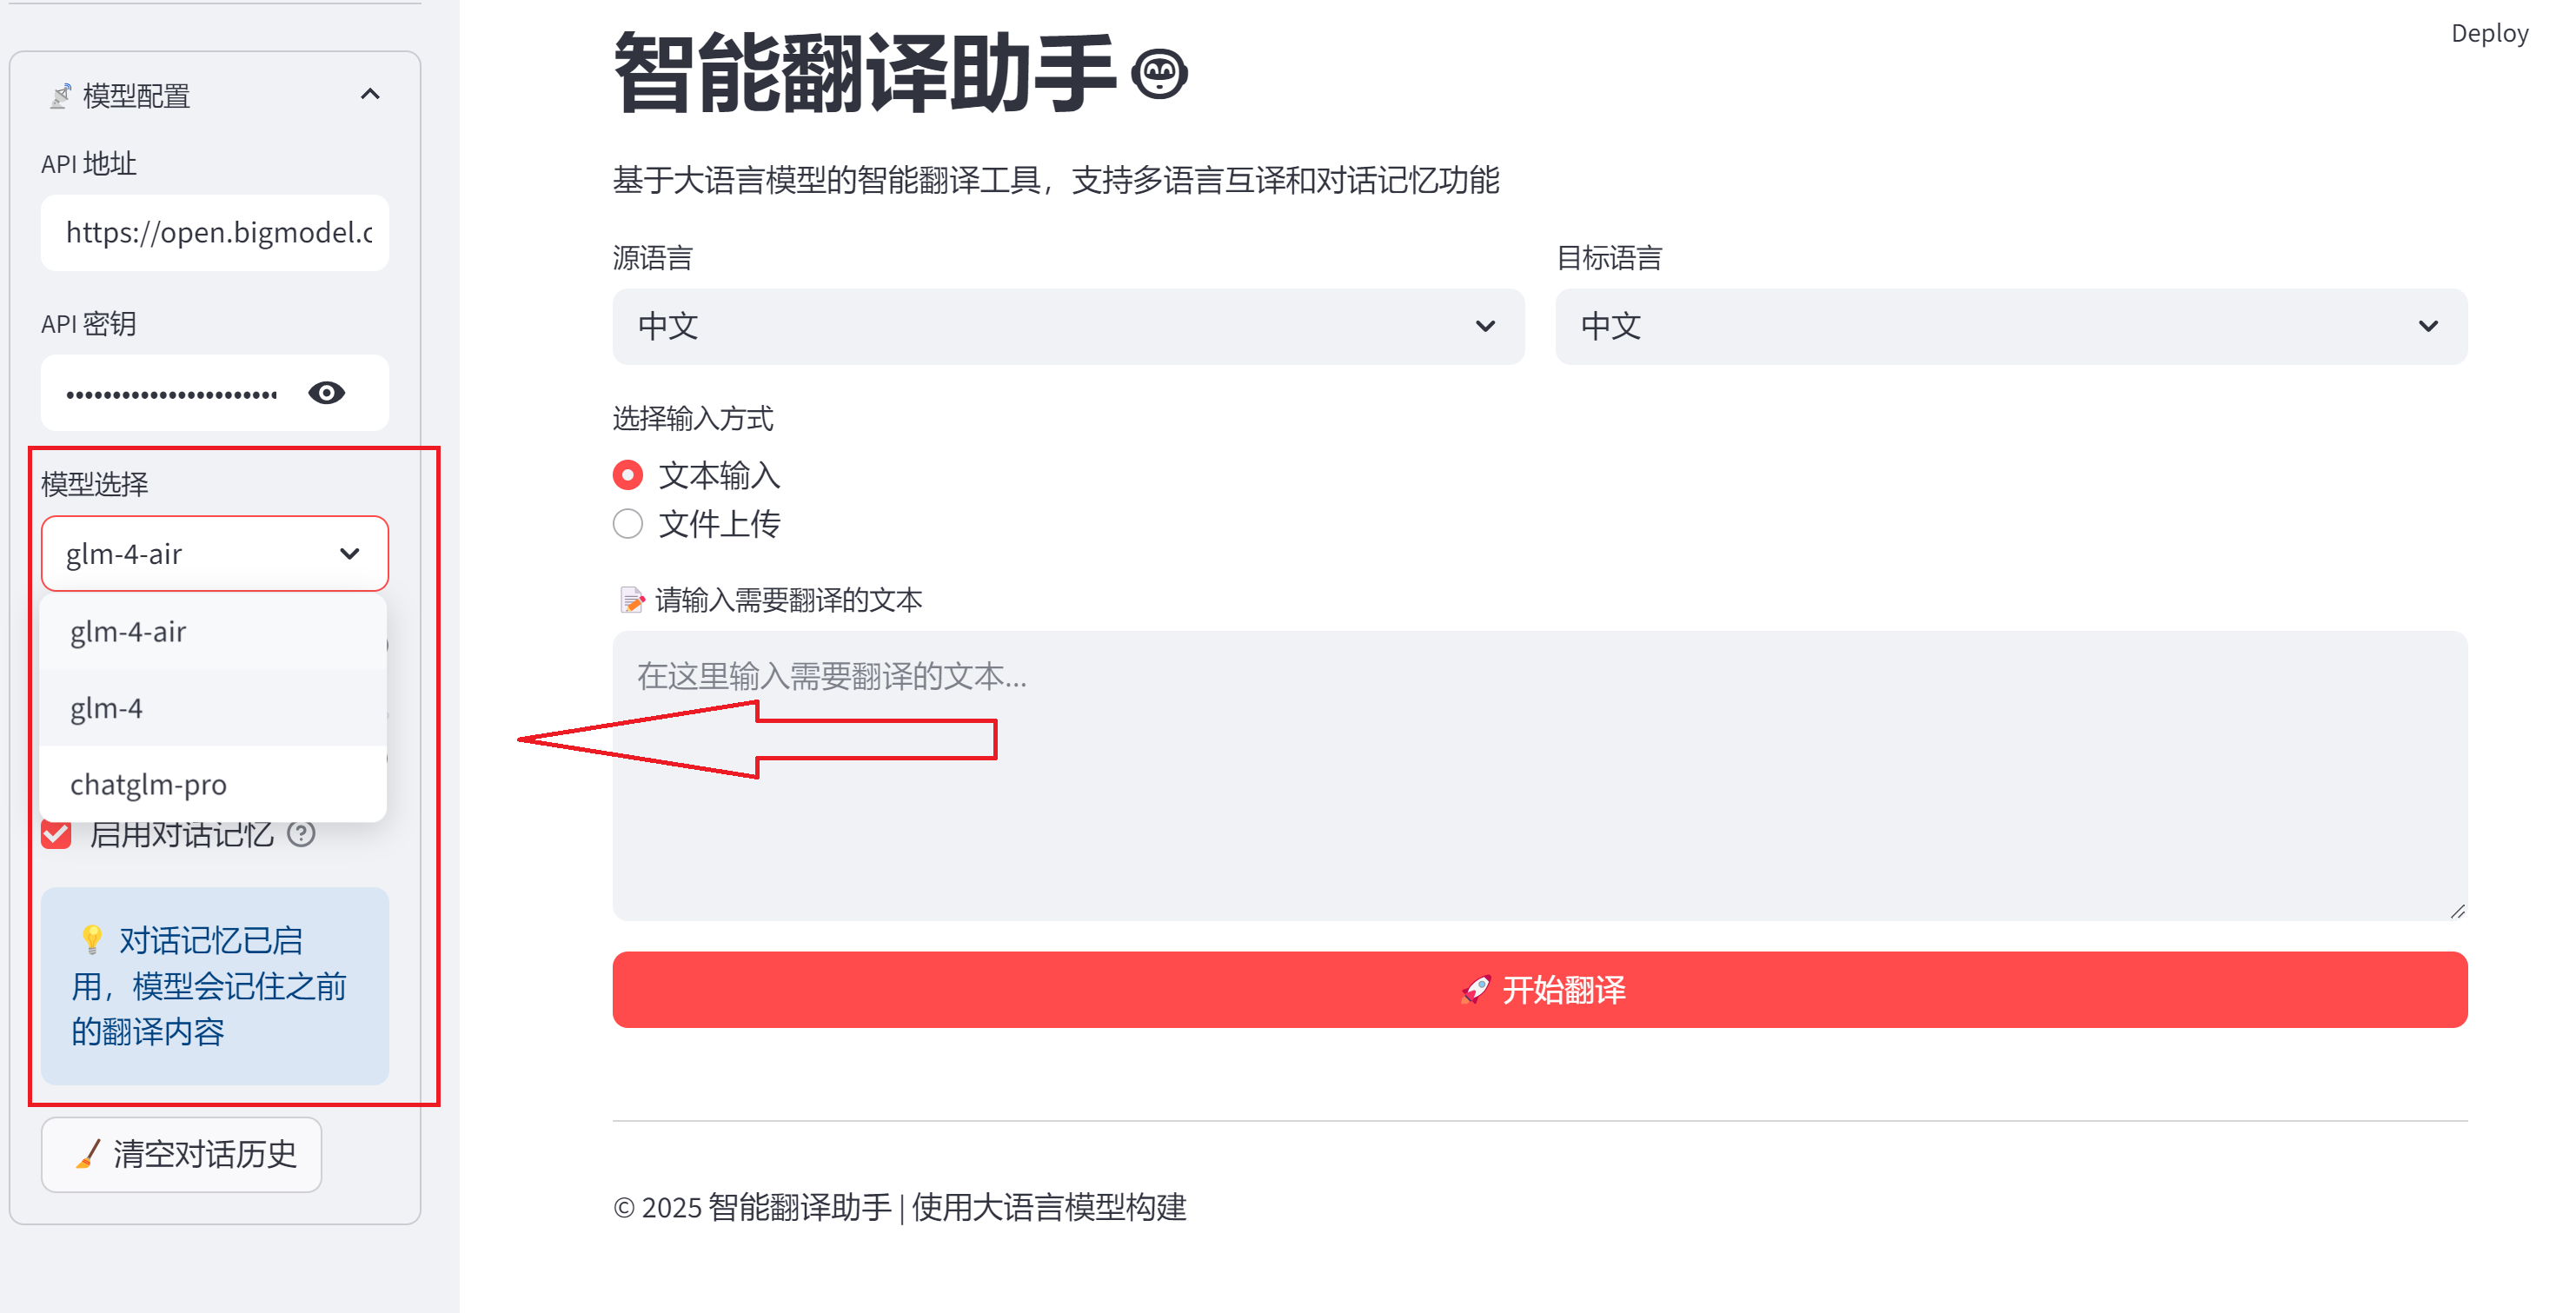 模型配置
API 地址
https://open.bigmodel.c
API 密钥
模型选择
glm-4-air
glm-4-air
glm-4
chatglm-pro
启用对话记忆
对话记忆已启
用，模型会记住之前
的翻译内容
清空对话历史
Deploy
智能翻译助手
基于大语言模型的智能翻译工具，支持多语言互译和对话记忆功能
源语言
中文
目标语言
中文
选择输入方式
文本输入
文件上传
请输入需要翻译的文本
在这里输入需要翻译的文本...
开始翻译
© 2025 智能翻译助手 | 使用大语言模型构建